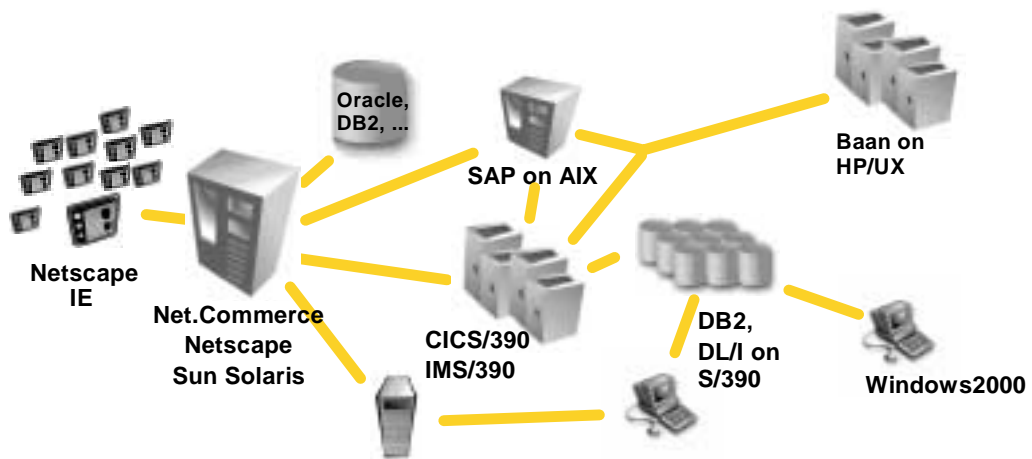 Oracle,
DB2, ...
SAP on AIX
Baan on
HP/UX
Netscape
IE
Net.Commerce
Netscape
Sun Solaris
CICS/390
IMS/390
DB2,
DL/I on
S/390
Windows2000